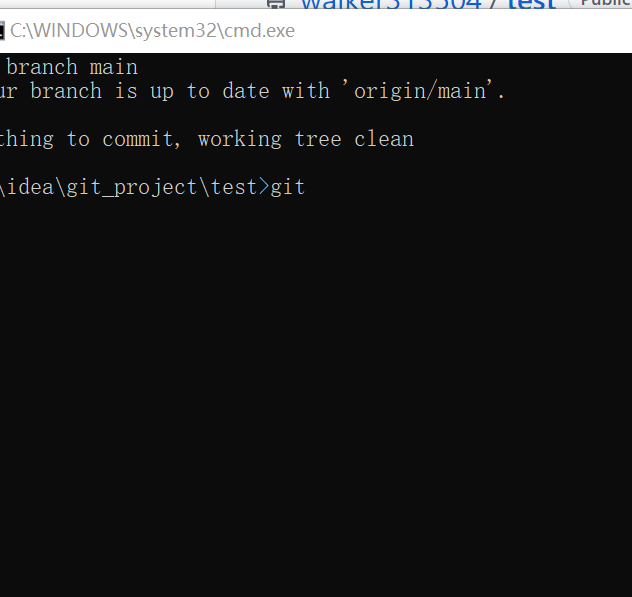 walker313504 / test Public
C:\WINDOWS\system32\cmd.exe
branch main
ur branch is up to date with 'origin/main'.
thing to commit, working tree clean
\idea\git_project\test>git